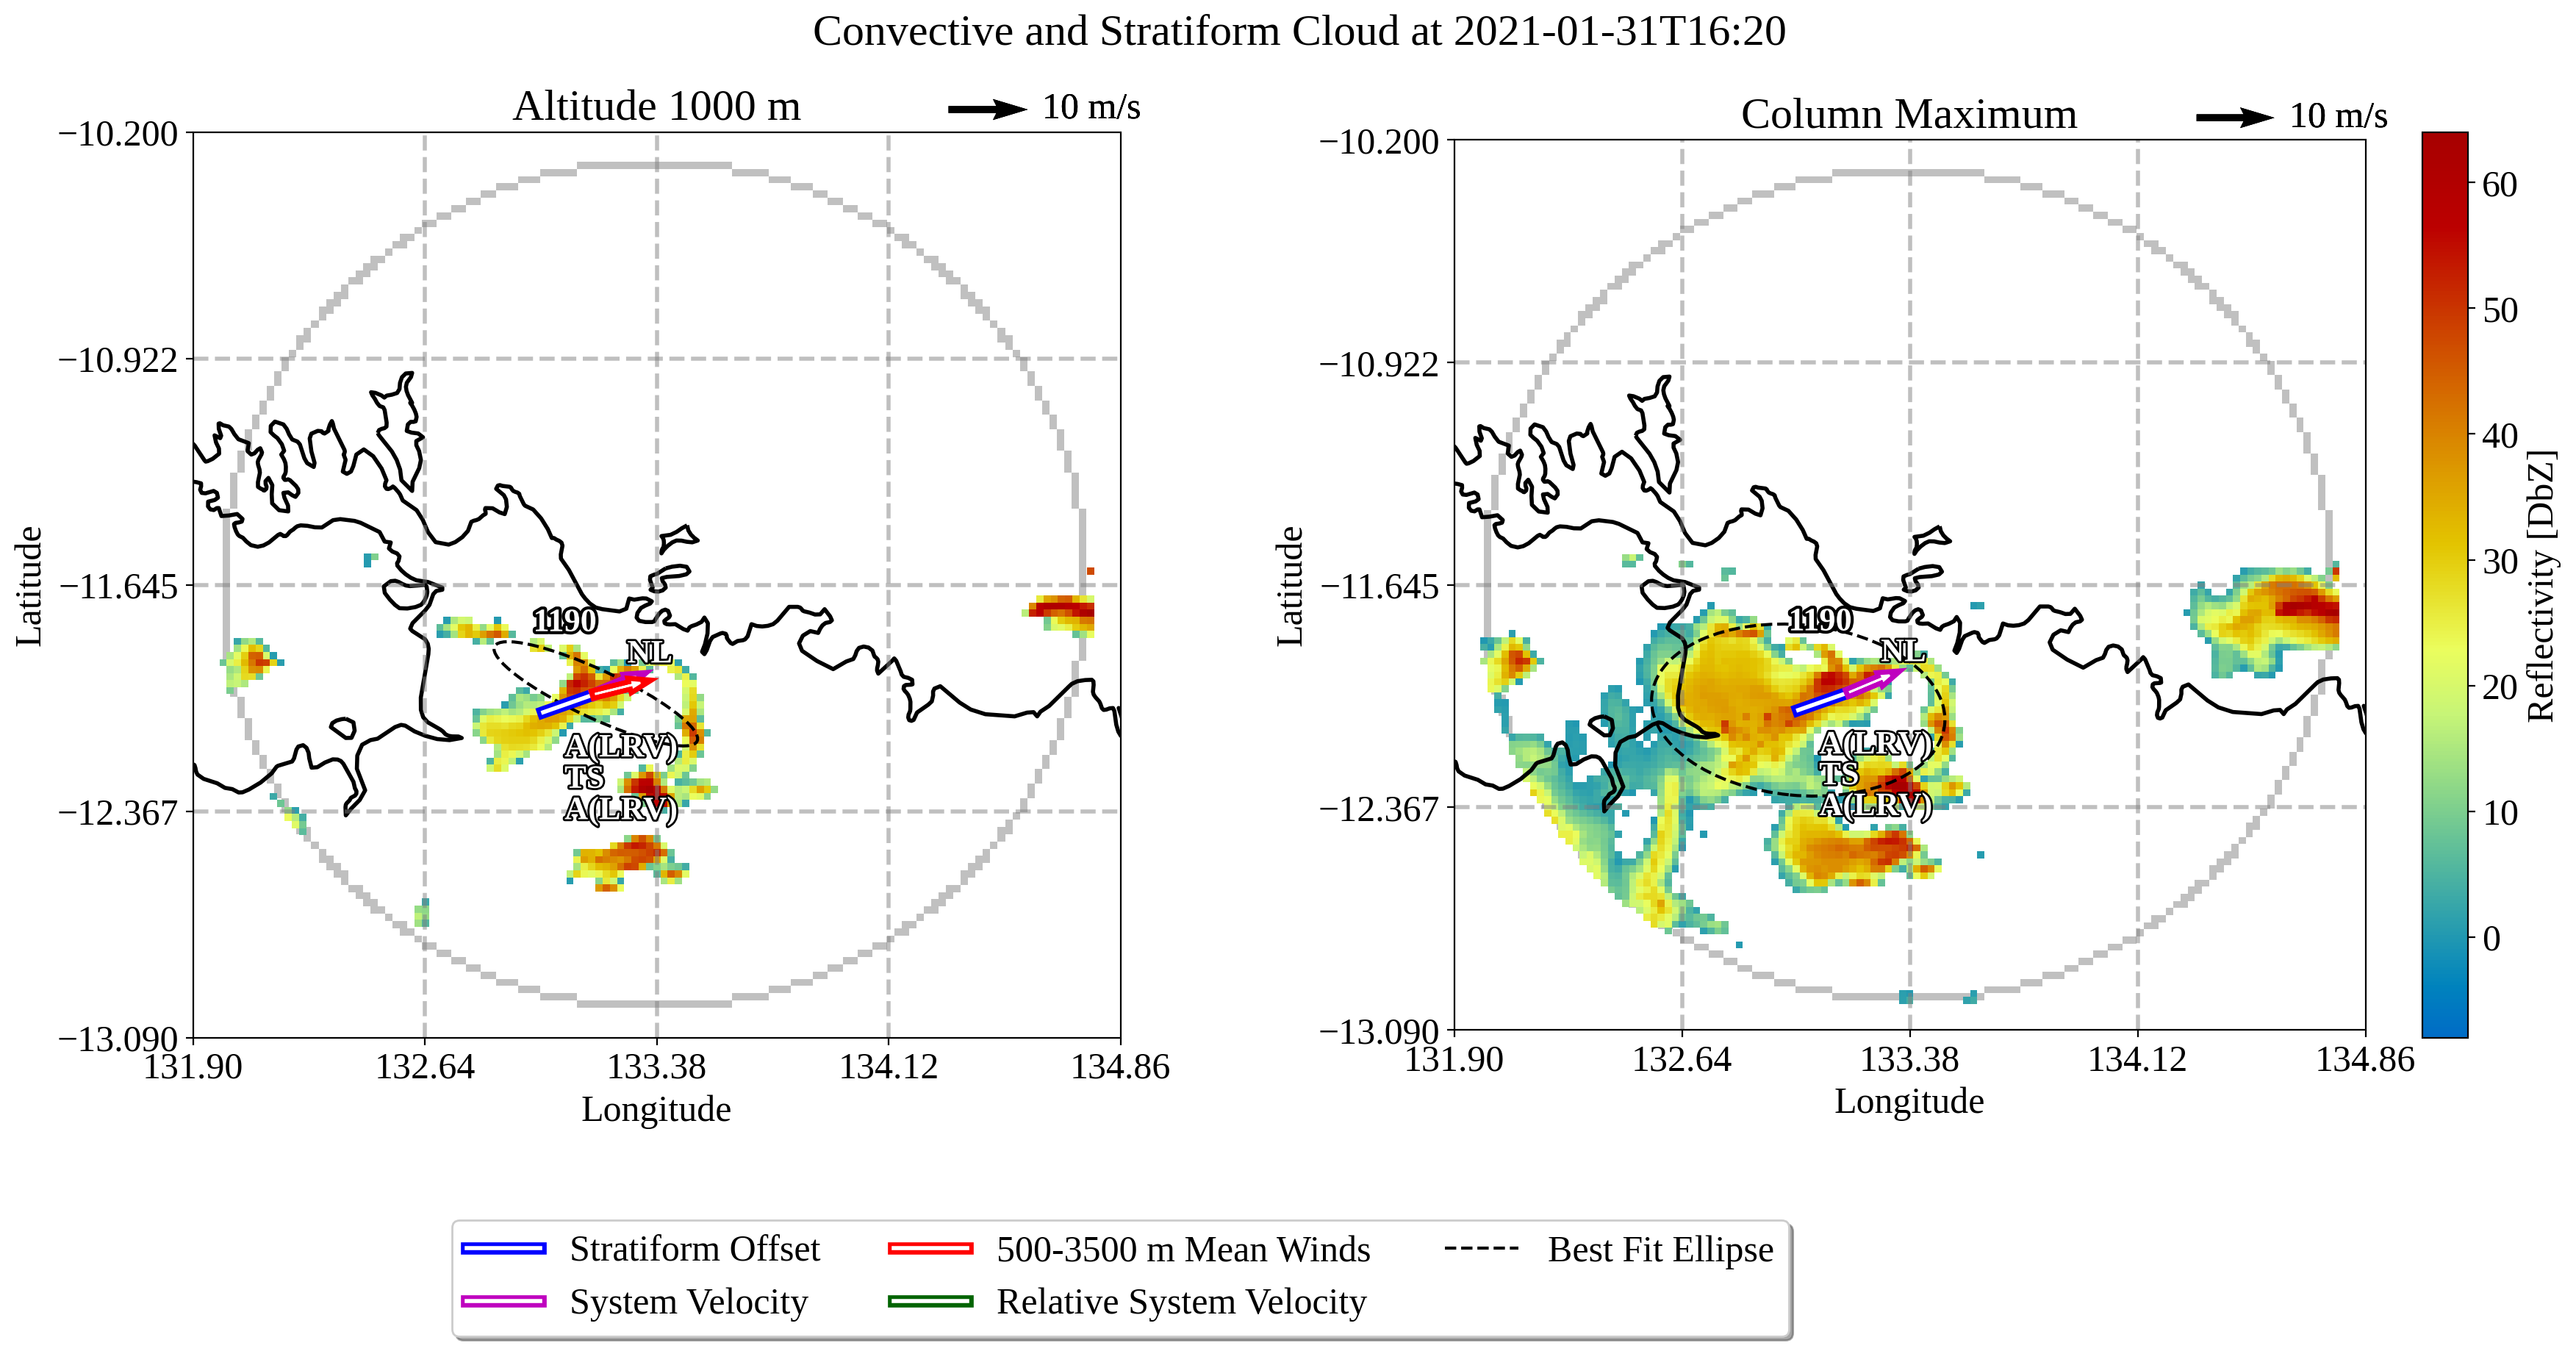 Convective and Stratiform Cloud at 2021-01-31T16:20
Altitude 1000 m
10 m/s
−10.200
−10.922
−11.645
−12.367
−13.090
Latitude
131.90
132.64
133.38
134.12
134.86
Longitude
1190
NL
A(LRV)
TS
A(LRV)
Column Maximum
10 m/s
−10.200
−10.922
−11.645
−12.367
−13.090
Latitude
131.90
132.64
133.38
134.12
134.86
Longitude
1190
NL
A(LRV)
TS
A(LRV)
60
50
40
30
20
10
0
Reflectivity [DbZ]
Stratiform Offset
System Velocity
500-3500 m Mean Winds
Relative System Velocity
Best Fit Ellipse